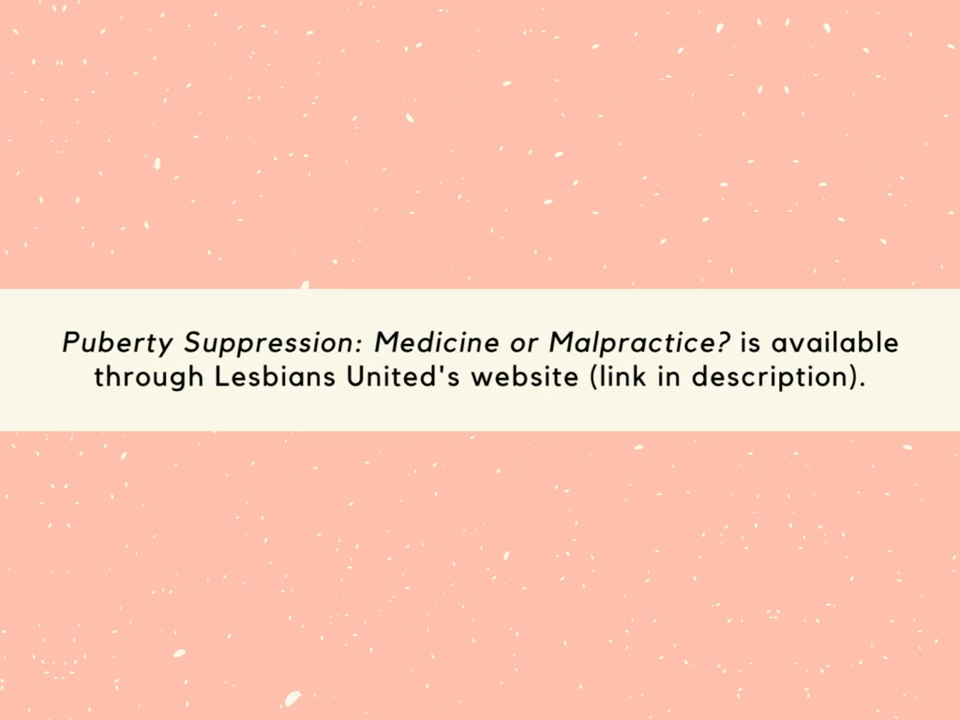 Puberty Suppression: Medicine or Malpractice? is available
through Lesbians United's website (link in description).